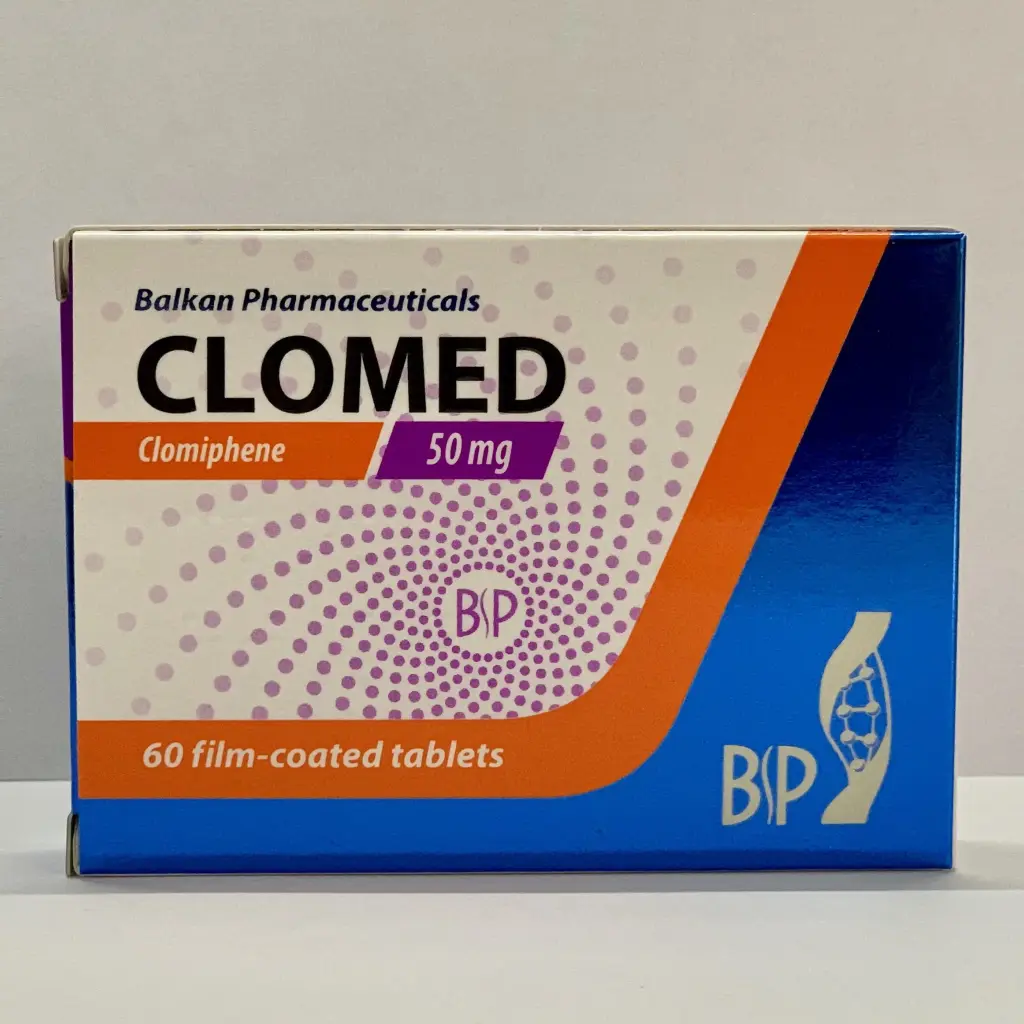 Balkan Pharmaceuticals
CLOMED
Clomiphene 50 mg
BP
60 film-coated tablets
BP